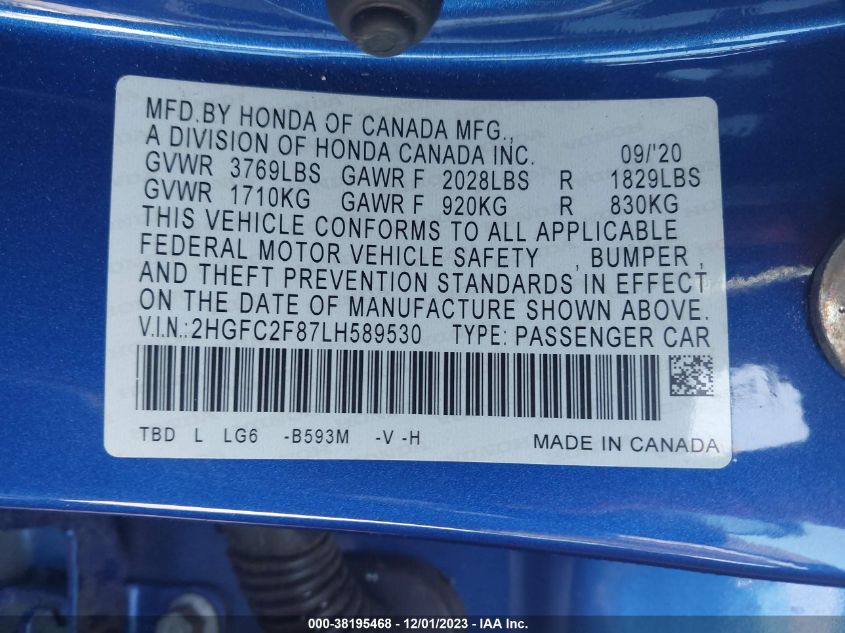 MFD.BY HONDA OF CANADA MFG.,
A DIVISION OF HONDA CANADA INC. 09/'20
GVWR 3769LBS GAWR F 2028LBS R 1829LBS
GVWR 1710KG GAWR F 920KG R 830KG
THIS VEHICLE CONFORMS TO ALL APPLICABLE
FEDERAL MOTOR VEHICLE SAFETY , BUMPER ,
AND THEFT PREVENTION STANDARDS IN EFFECT
ON THE DATE OF MANUFACTURE SHOWN ABOVE.
V.I.N.:2HGFC2F87LH589530 TYPE: PASSENGER CAR
TBD L LG6 -B593M -V -H MADE IN CANADA
000-38195468 - 12/01/2023 - IAA Inc.